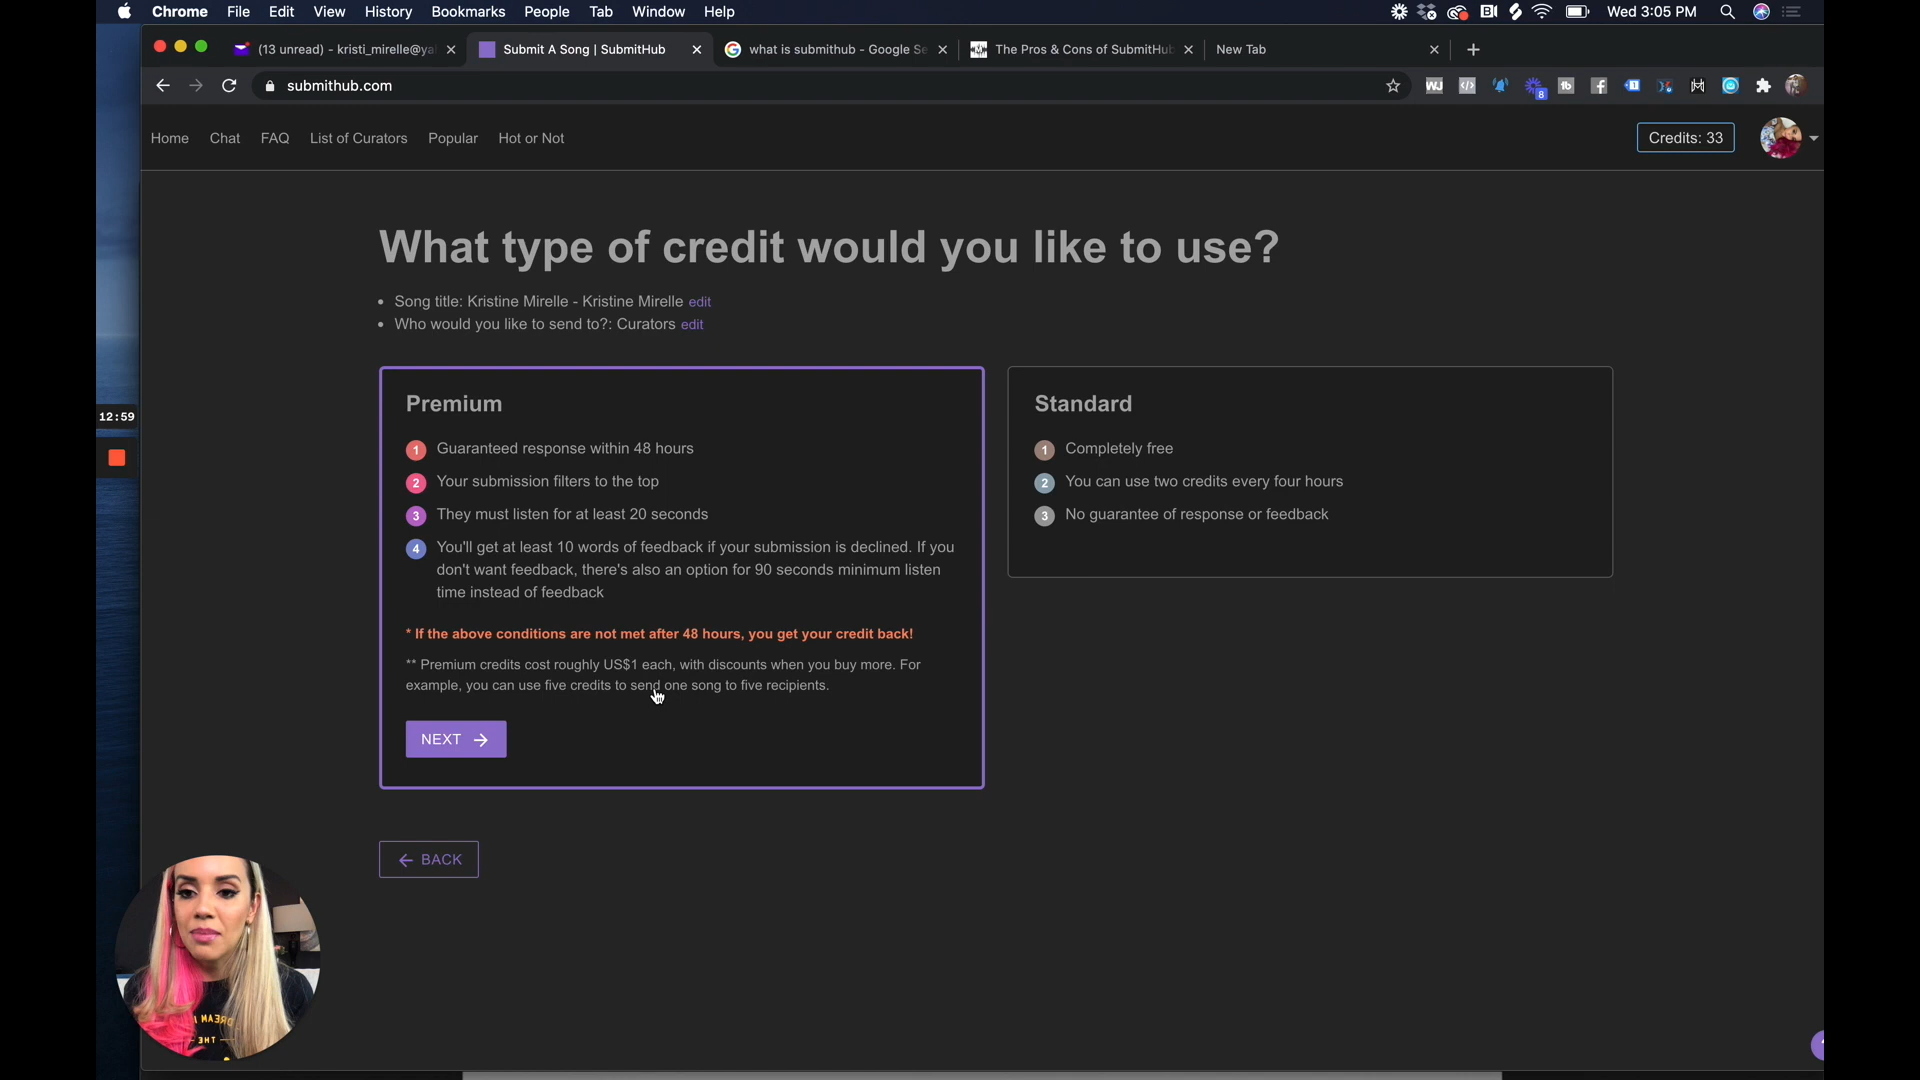 Chrome File Edit View History Bookmarks People Tab Window Help
Wed 3:05 PM
(13 unread) - kristi_mirelle@ya
Submit A Song | SubmitHub
what is submithub - Google Se
The Pros & Cons of SubmitHub
New Tab
submithub.com
8
Home Chat FAQ List of Curators Popular Hot or Not
Credits: 33
What type of credit would you like to use?
Song title: Kristine Mirelle - Kristine Mirelle edit
Who would you like to send to?: Curators edit
12:59
Premium
1 Guaranteed response within 48 hours
2 Your submission filters to the top
3 They must listen for at least 20 seconds
4 You'll get at least 10 words of feedback if your submission is declined. If you
don't want feedback, there's also an option for 90 seconds minimum listen
time instead of feedback
* If the above conditions are not met after 48 hours, you get your credit back!
** Premium credits cost roughly US$1 each, with discounts when you buy more. For
example, you can use five credits to send one song to five recipients.
NEXT
Standard
1 Completely free
2 You can use two credits every four hours
3 No guarantee of response or feedback
BACK
THE